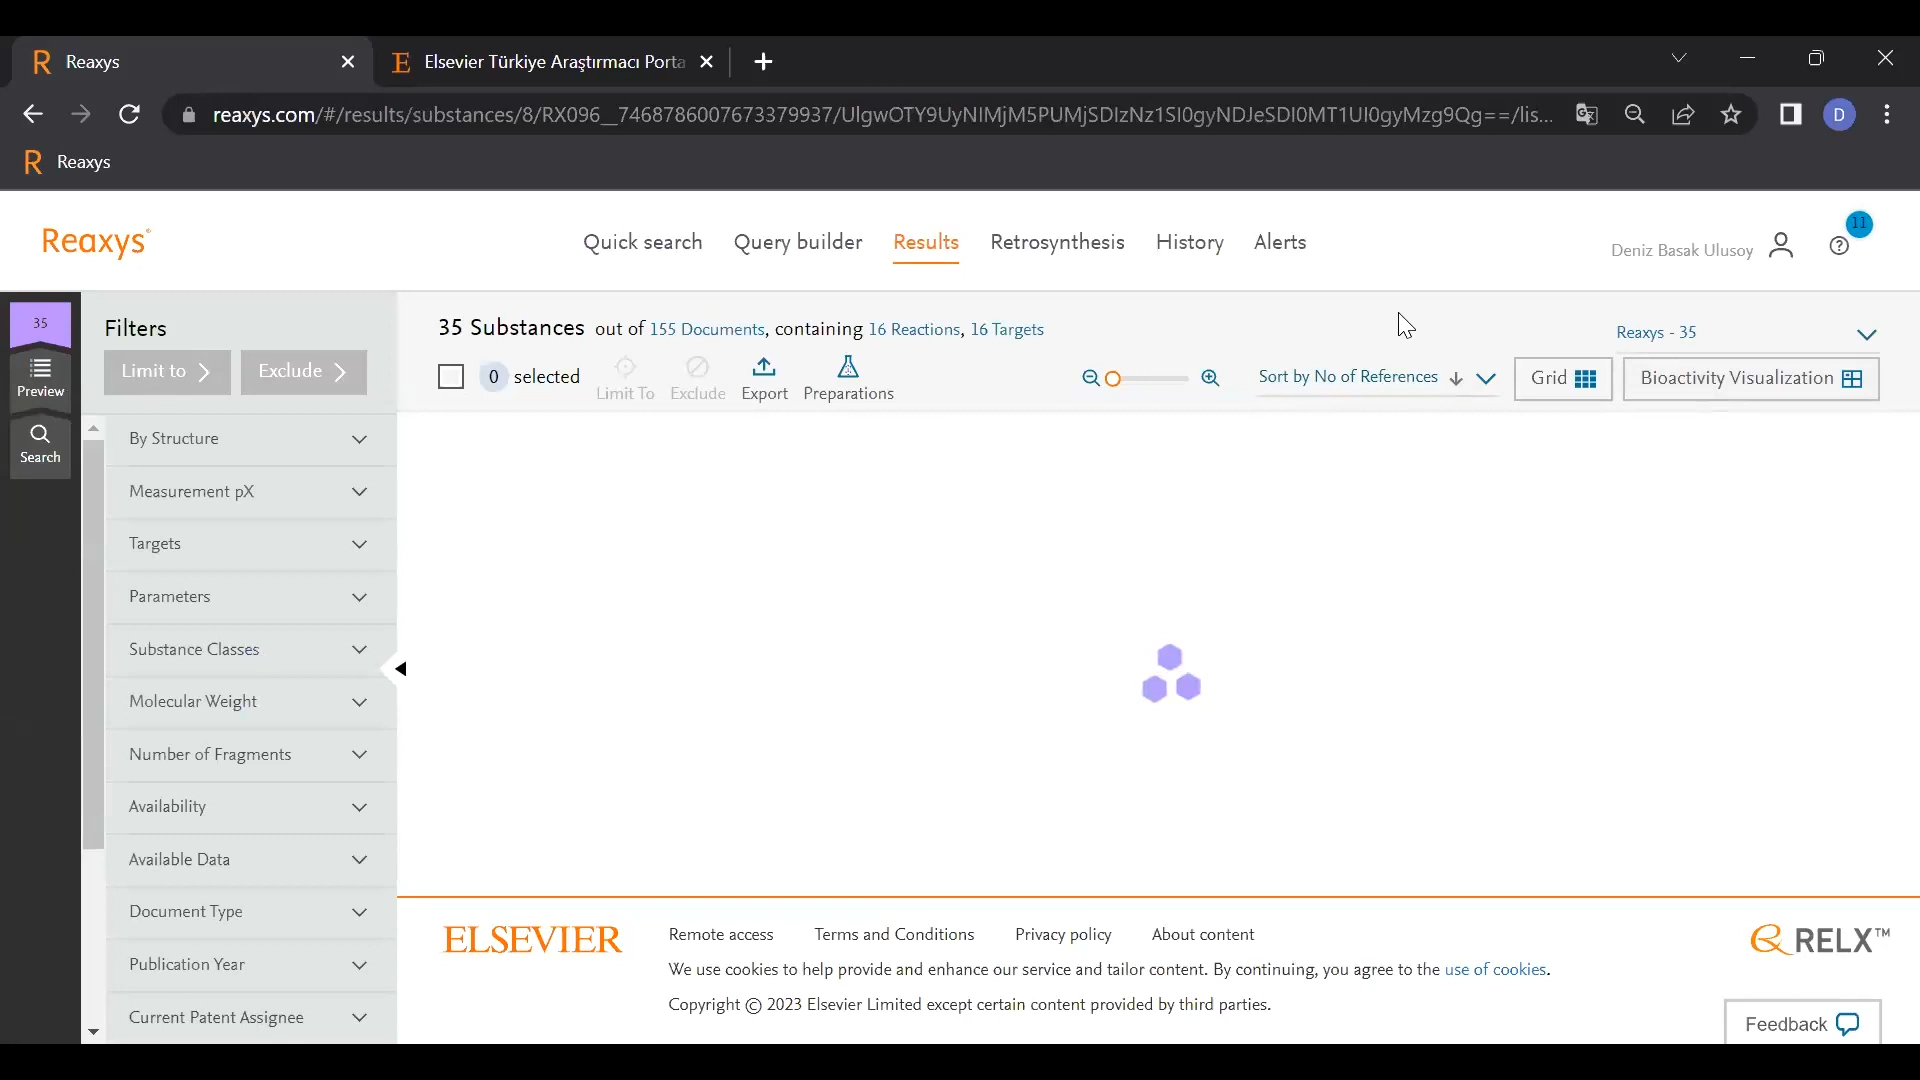 Reaxys
Elsevier Türkiye Araştırmacı Porta
reaxys.com/#/results/substances/8/RX096__7468786007673379937/UlgwOTY9UyNIMjM5PUMjSDIzNz1SI0gyNDJeSDI0MT1UI0gyMzg9Qg==/lis...
D
Reaxys
Reaxys
Quick search
Query builder
Results
Retrosynthesis
History
Alerts
Deniz Basak Ulusoy
11
35
Preview
Search
Filters
Limit to
Exclude
35 Substances out of 155 Documents, containing 16 Reactions, 16 Targets
Reaxys - 35
0 selected
Limit To
Exclude
Export
Preparations
Sort by No of References
Grid
Bioactivity Visualization
By Structure
Measurement pX
Targets
Parameters
Substance Classes
Molecular Weight
Number of Fragments
Availability
Available Data
Document Type
Publication Year
Current Patent Assignee
ELSEVIER
Remote access
Terms and Conditions
Privacy policy
About content
We use cookies to help provide and enhance our service and tailor content. By continuing, you agree to the use of cookies.
Copyright © 2023 Elsevier Limited except certain content provided by third parties.
RELX™
Feedback